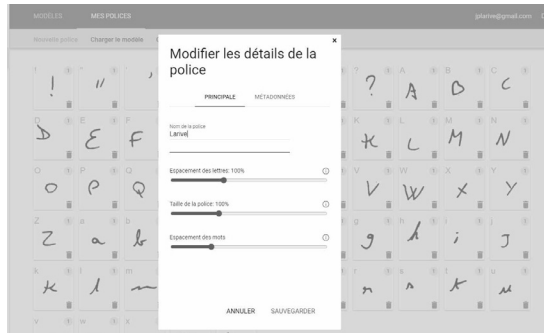 MODÈLES MES POLICES jplarive@gmail.com
Nouvelle police Charger le modèle
Modifier les détails de la police
PRINCIPALE MÉTADONNÉES
Nom de la police
Larive
Espacement des lettres: 100%
Taille de la police: 100%
Espacement des mots
ANNULER SAUVEGARDER
! " ' ? A B C
! " ' ? A B C
D E F K L M N
D E F K L M N
O P Q V W X Y
O P Q V W X Y
Z a b g h i j
Z a b g h i j
k l m r s t u
k l m r s t u
v w x